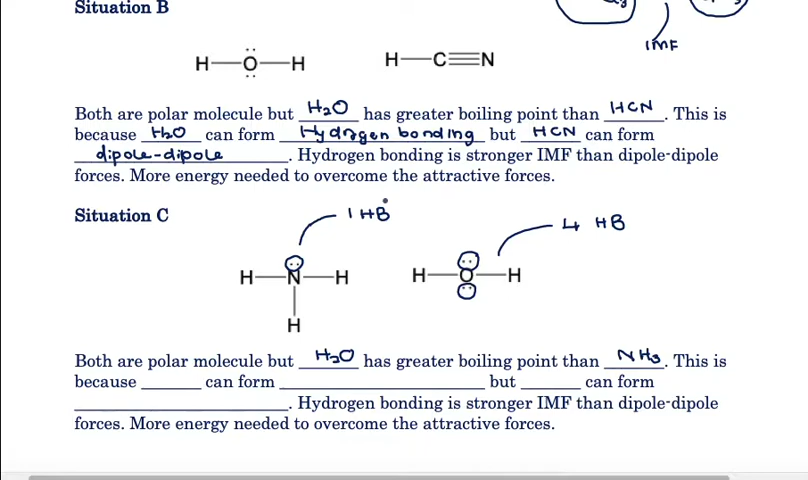 Situation B
IMF
H—O—H
H—C≡N
Both are polar molecule but H₂O has greater boiling point than HCN. This is
because H₂O can form Hydrogen bonding but HCN can form
dipole-dipole. Hydrogen bonding is stronger IMF than dipole-dipole
forces. More energy needed to overcome the attractive forces.
Situation C
1 HB
4 HB
H—N—H
H
H—O—H
Both are polar molecule but H₂O has greater boiling point than NH₃. This is
because ______ can form ______________________ but ______ can form
______________________. Hydrogen bonding is stronger IMF than dipole-dipole
forces. More energy needed to overcome the attractive forces.